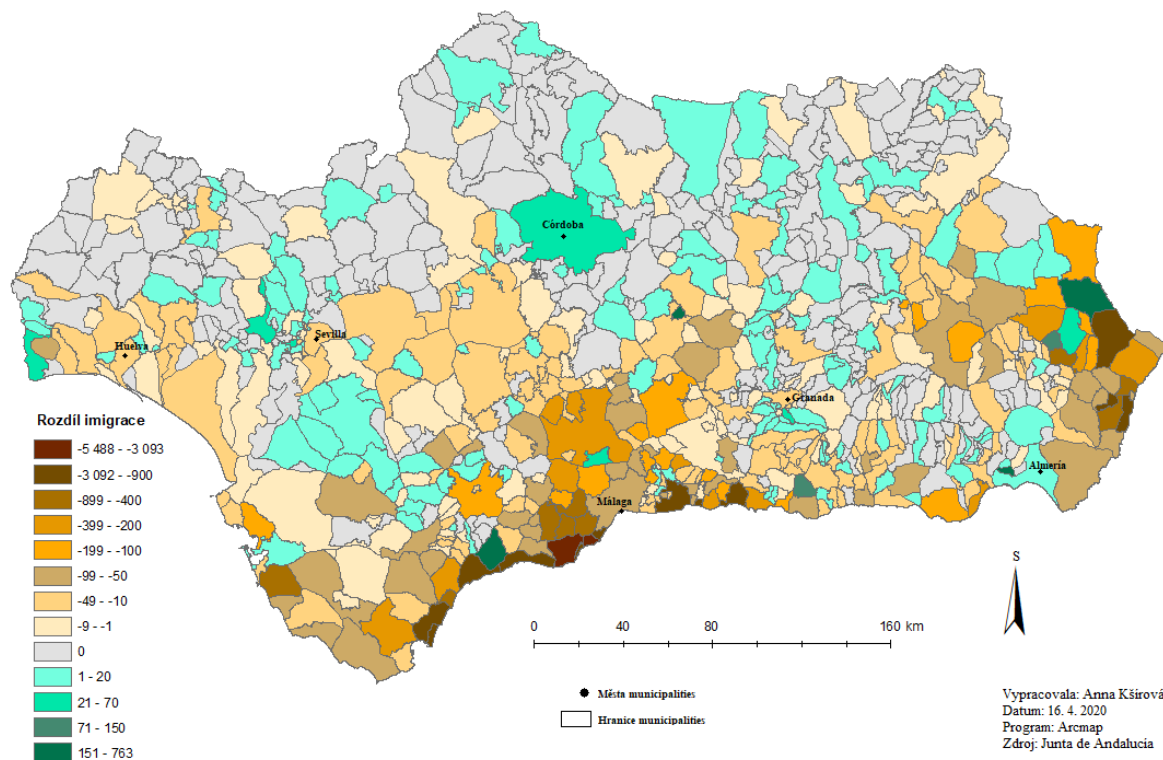 Córdoba
Sevilla
Huelva
Granada
Almería
Málaga
Rozdíl imigrace
-5 488 - -3 093
-3 092 - -900
-899 - -400
-399 - -200
-199 - -100
-99 - -50
-49 - -10
-9 - -1
0
1 - 20
21 - 70
71 - 150
151 - 763
S
0 40 80 160 km
Města municipalities
Hranice municipalities
Vypracovala: Anna Kšírová
Datum: 16. 4. 2020
Program: Arcmap
Zdroj: Junta de Andalucía